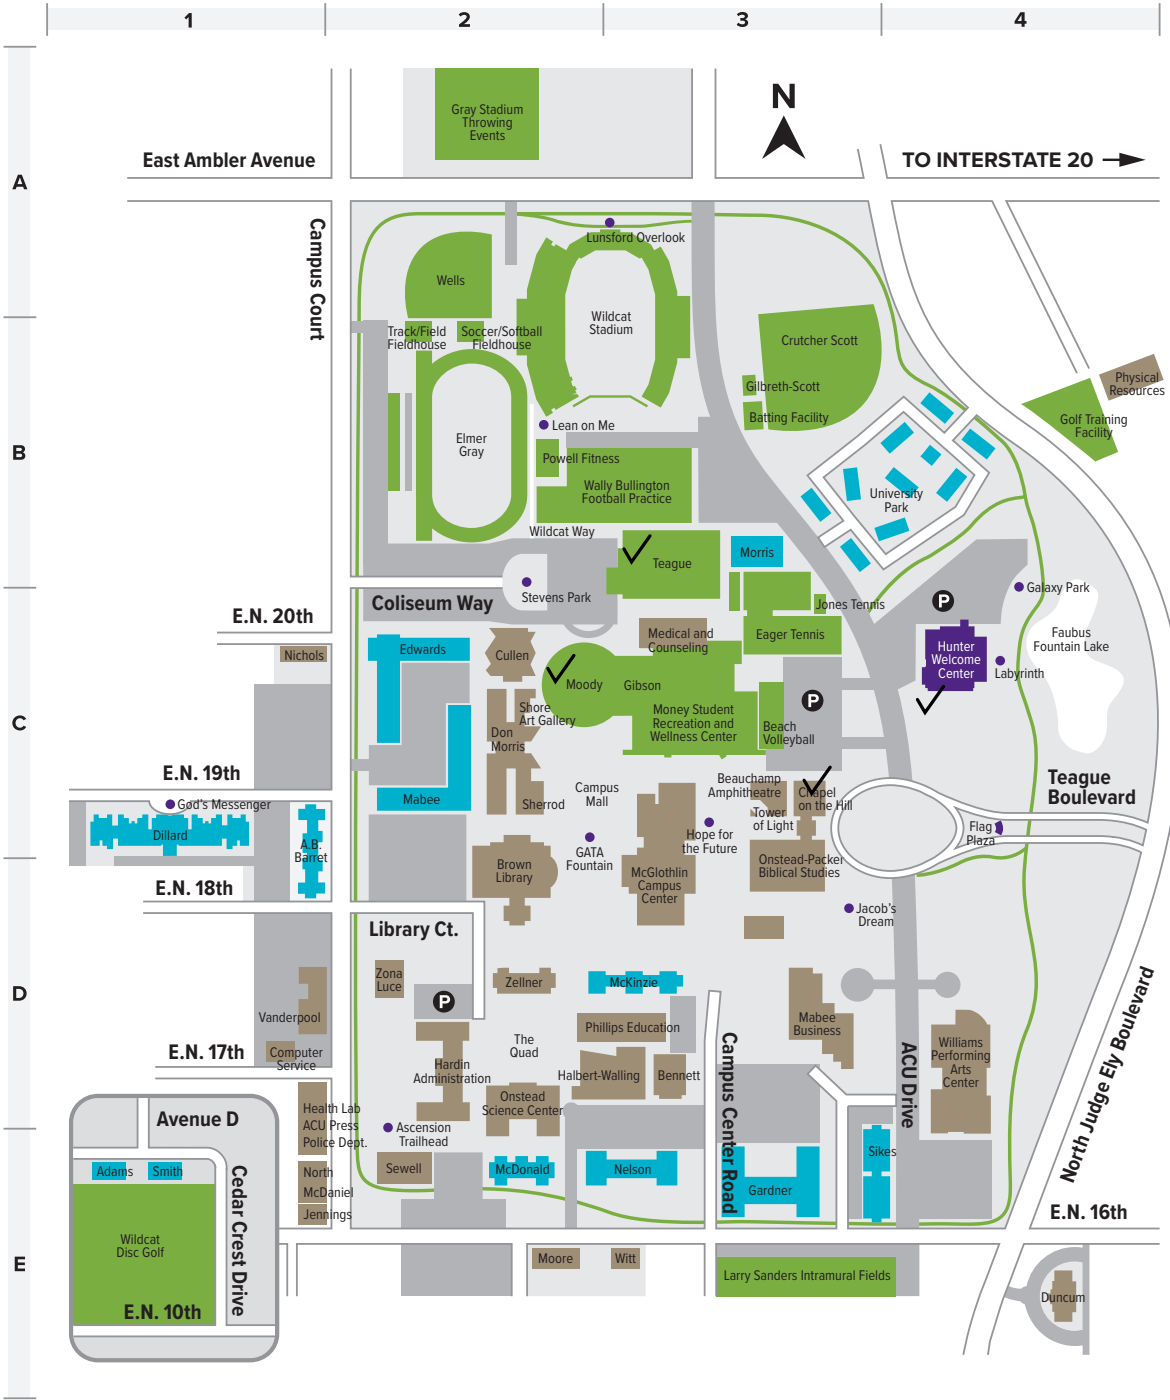 1
2
3
4
A
B
C
D
E
N
Gray Stadium
Throwing
Events
East Ambler Avenue
TO INTERSTATE 20
Campus Court
Lunsford Overlook
Wells
Wildcat
Stadium
Track/Field
Fieldhouse
Soccer/Softball
Fieldhouse
Crutcher Scott
Gilbreth-Scott
Batting Facility
Physical
Resources
Golf Training
Facility
Lean on Me
Elmer
Gray
Powell Fitness
Wally Bullington
Football Practice
University
Park
Wildcat Way
Teague
Morris
Stevens Park
Coliseum Way
Jones Tennis
P
Galaxy Park
E.N. 20th
Nichols
Edwards
Cullen
Medical and
Counseling
Eager Tennis
Hunter
Welcome
Center
Faubus
Fountain Lake
Labyrinth
Moody
Gibson
P
Shore
Art Gallery
Don
Morris
Money Student
Recreation and
Wellness Center
Beach
Volleyball
E.N. 19th
Mabee
Sherrod
Campus
Mall
Beauchamp
Amphitheatre
Chapel
on the Hill
Teague
Boulevard
God's Messenger
Dillard
A.B.
Barret
Tower
of Light
Hope for
the Future
Flag
Plaza
GATA
Fountain
Brown
Library
McGlothlin
Campus
Center
Onstead-Packer
Biblical Studies
E.N. 18th
Library Ct.
Jacob's
Dream
Zona
Luce
P
Zellner
McKinzie
Vanderpool
Phillips Education
Mabee
Business
The
Quad
Williams
Performing
Arts
Center
E.N. 17th
Computer
Service
Hardin
Administration
Halbert-Walling
Bennett
Campus Center Road
ACU Drive
North Judge Ely Boulevard
Onstead
Science Center
Health Lab
ACU Press
Police Dept.
Avenue D
Ascension
Trailhead
Adams
Smith
Cedar Crest Drive
North
McDaniel
Jennings
Sewell
McDonald
Nelson
Gardner
Sikes
E.N. 16th
Wildcat
Disc Golf
E.N. 10th
Moore
Witt
Larry Sanders Intramural Fields
Duncum